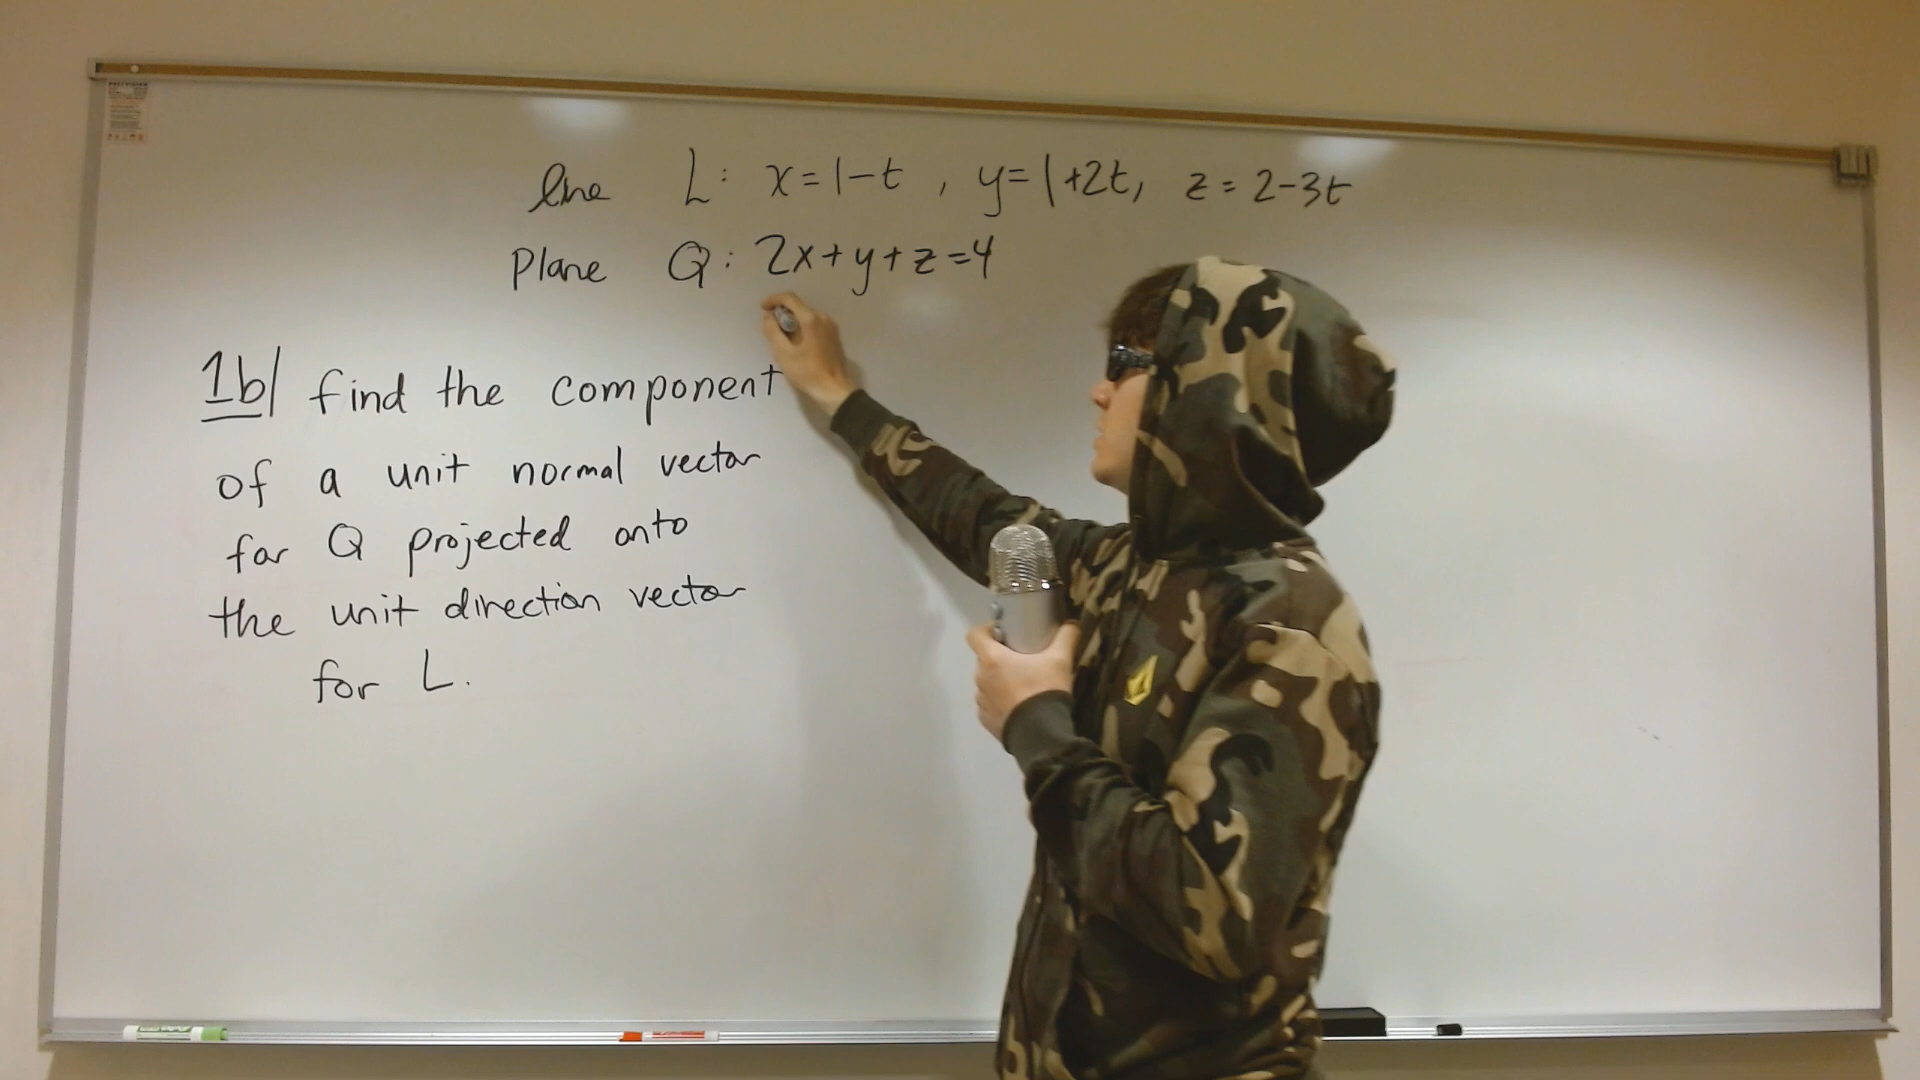 line L: x=1-t, y=1+2t, z=2-3t
Plane Q: 2x+y+z=4
1b| find the component
of a unit normal vector
for Q projected onto
the unit direction vector
for L.